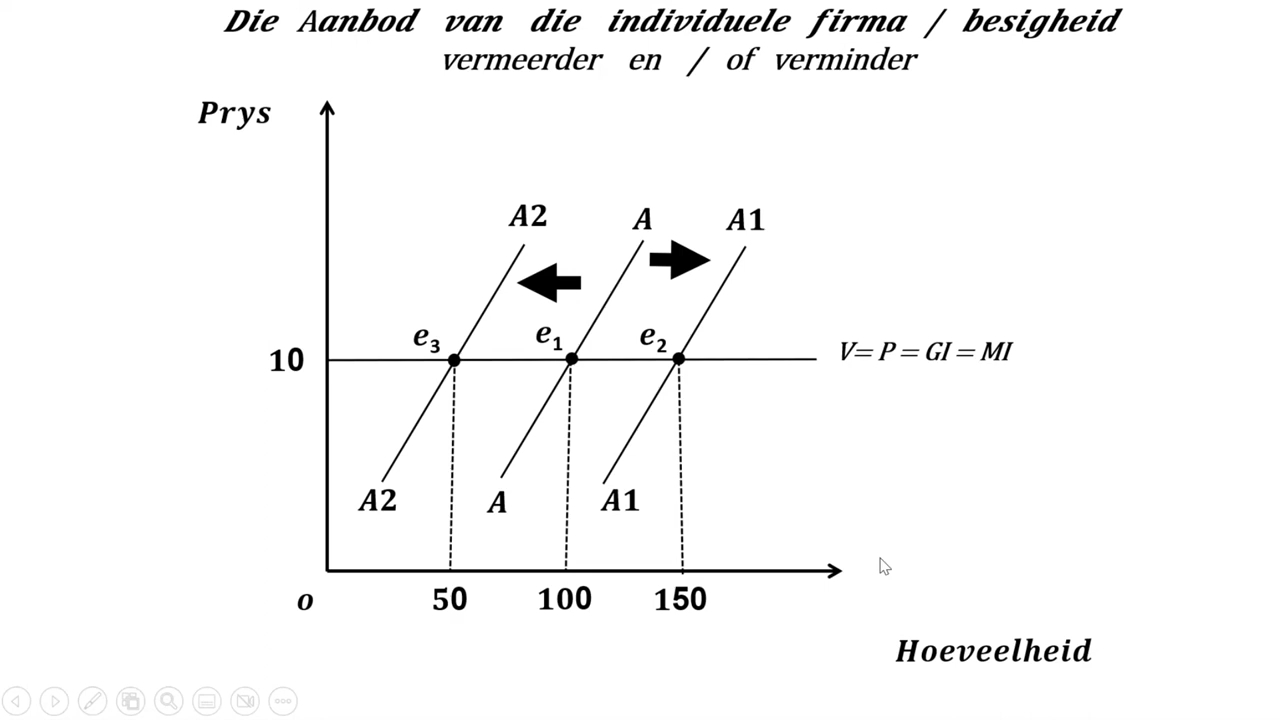 Die Aanbod van die individuele firma / besigheid
vermeerder en / of verminder
Prys
A2 A A1
e3 e1 e2
10 V= P = GI = MI
A2 A A1
o 50 100 150
Hoeveelheid